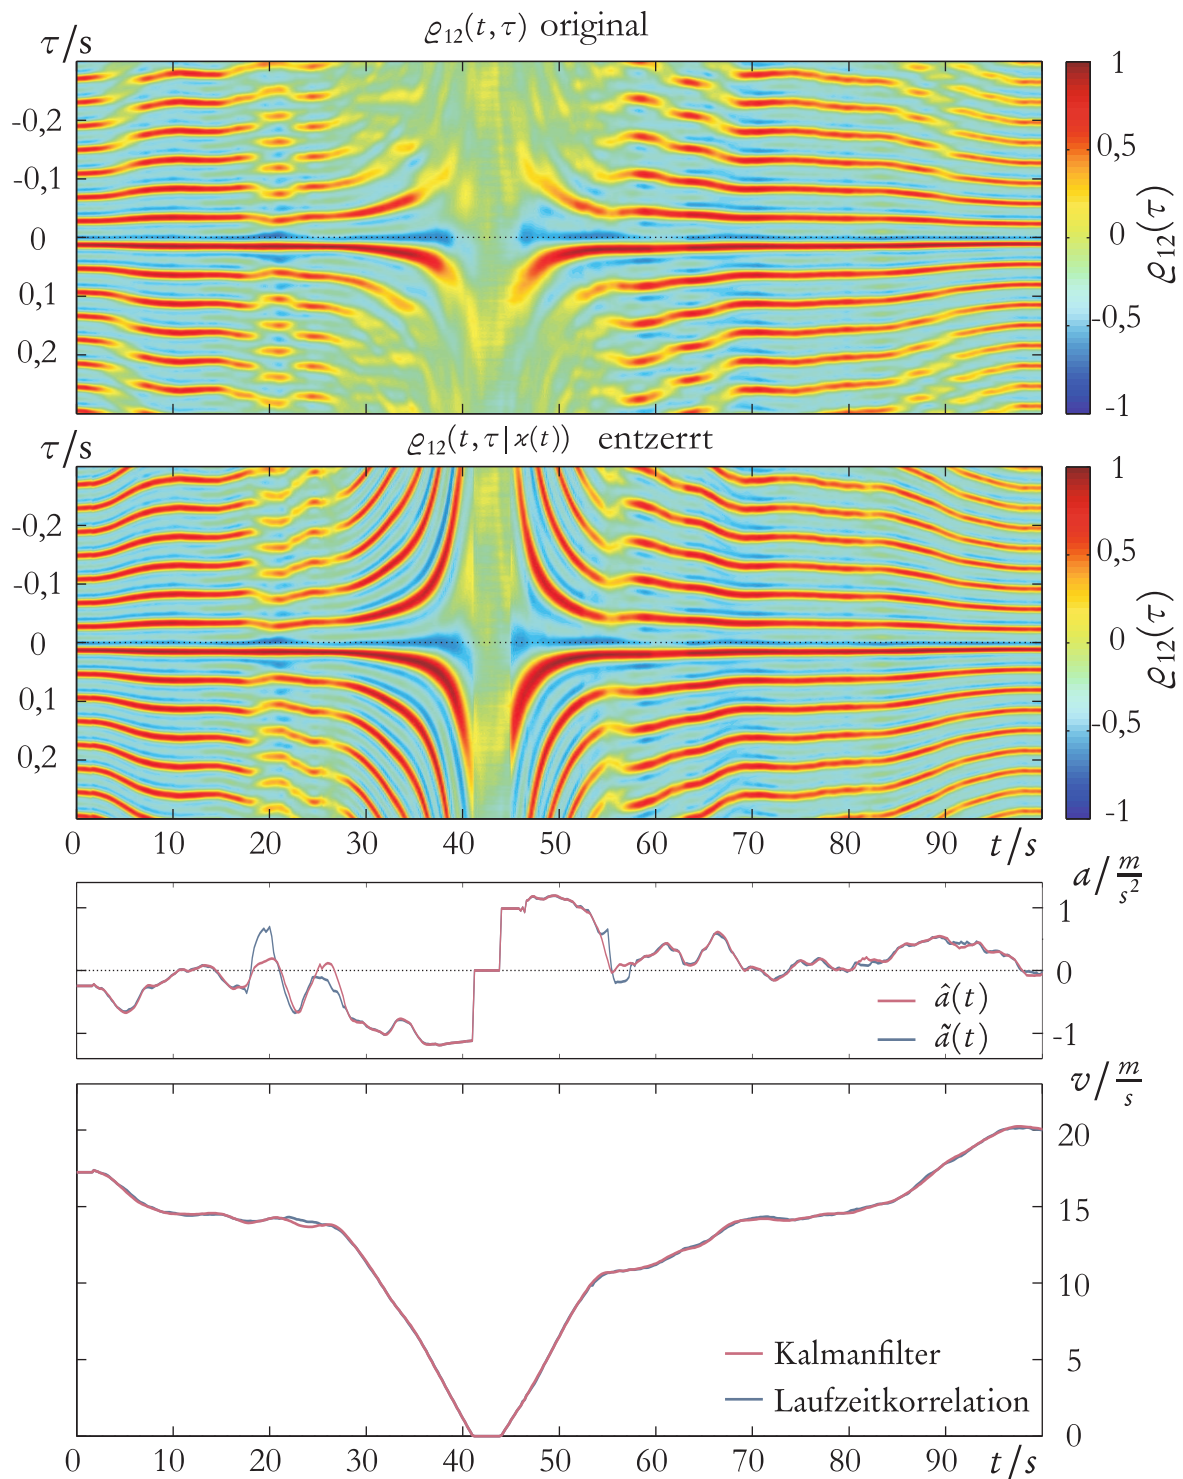 ϱ₁₂(t, τ) original
τ/s
-0,2
-0,1
0
0,1
0,2
1
0,5
0
-0,5
-1
ϱ₁₂(τ)
ϱ₁₂(t, τ | ϰ(t)) entzerrt
τ/s
-0,2
-0,1
0
0,1
0,2
1
0,5
0
-0,5
-1
ϱ₁₂(τ)
0 10 20 30 40 50 60 70 80 90 t/s
a/ m/s²
1
0
-1
â(t)
ã(t)
v/ m/s
20
15
10
5
0
Kalmanfilter
Laufzeitkorrelation
0 10 20 30 40 50 60 70 80 90 t/s